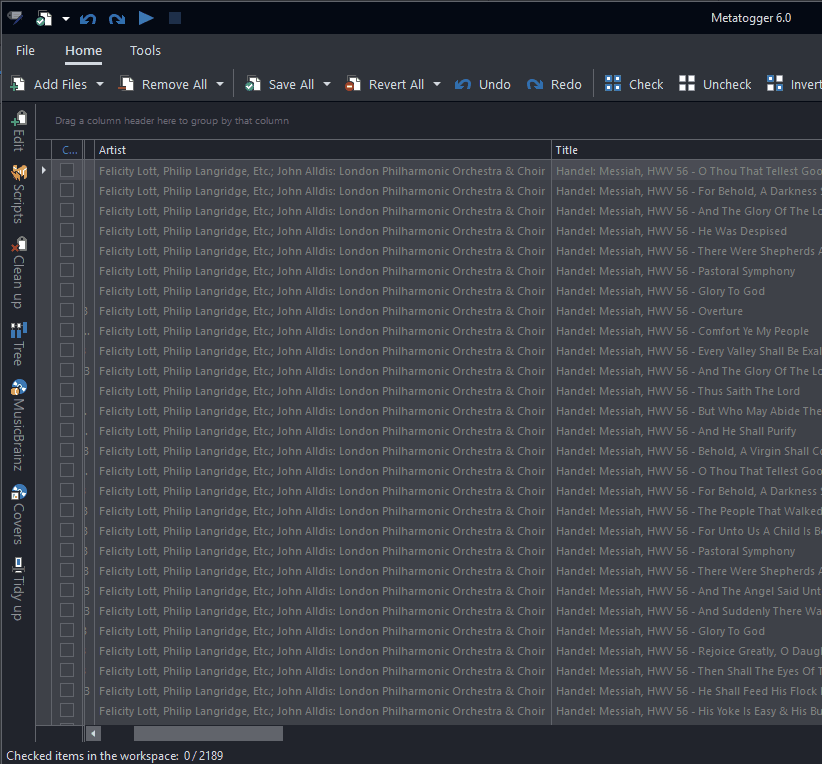 Metatogger 6.0
File Home Tools
Add Files Remove All Save All Revert All Undo Redo Check Uncheck Invert
Drag a column header here to group by that column
C... Artist Title
Felicity Lott, Philip Langridge, Etc.; John Alldis: London Philharmonic Orchestra & Choir Handel: Messiah, HWV 56 - O Thou That Tellest Goo
Felicity Lott, Philip Langridge, Etc.; John Alldis: London Philharmonic Orchestra & Choir Handel: Messiah, HWV 56 - For Behold, A Darkness S
Felicity Lott, Philip Langridge, Etc.; John Alldis: London Philharmonic Orchestra & Choir Handel: Messiah, HWV 56 - And The Glory Of The Lo
Felicity Lott, Philip Langridge, Etc.; John Alldis: London Philharmonic Orchestra & Choir Handel: Messiah, HWV 56 - He Was Despised
Felicity Lott, Philip Langridge, Etc.; John Alldis: London Philharmonic Orchestra & Choir Handel: Messiah, HWV 56 - There Were Shepherds A
Felicity Lott, Philip Langridge, Etc.; John Alldis: London Philharmonic Orchestra & Choir Handel: Messiah, HWV 56 - Pastoral Symphony
Felicity Lott, Philip Langridge, Etc.; John Alldis: London Philharmonic Orchestra & Choir Handel: Messiah, HWV 56 - Glory To God
Felicity Lott, Philip Langridge, Etc.; John Alldis: London Philharmonic Orchestra & Choir Handel: Messiah, HWV 56 - Overture
Felicity Lott, Philip Langridge, Etc.; John Alldis: London Philharmonic Orchestra & Choir Handel: Messiah, HWV 56 - Comfort Ye My People
Felicity Lott, Philip Langridge, Etc.; John Alldis: London Philharmonic Orchestra & Choir Handel: Messiah, HWV 56 - Every Valley Shall Be Exal
Felicity Lott, Philip Langridge, Etc.; John Alldis: London Philharmonic Orchestra & Choir Handel: Messiah, HWV 56 - And The Glory Of The Lo
Felicity Lott, Philip Langridge, Etc.; John Alldis: London Philharmonic Orchestra & Choir Handel: Messiah, HWV 56 - Thus Saith The Lord
Felicity Lott, Philip Langridge, Etc.; John Alldis: London Philharmonic Orchestra & Choir Handel: Messiah, HWV 56 - But Who May Abide The
Felicity Lott, Philip Langridge, Etc.; John Alldis: London Philharmonic Orchestra & Choir Handel: Messiah, HWV 56 - And He Shall Purify
Felicity Lott, Philip Langridge, Etc.; John Alldis: London Philharmonic Orchestra & Choir Handel: Messiah, HWV 56 - Behold, A Virgin Shall Co
Felicity Lott, Philip Langridge, Etc.; John Alldis: London Philharmonic Orchestra & Choir Handel: Messiah, HWV 56 - O Thou That Tellest Goo
Felicity Lott, Philip Langridge, Etc.; John Alldis: London Philharmonic Orchestra & Choir Handel: Messiah, HWV 56 - For Behold, A Darkness S
Felicity Lott, Philip Langridge, Etc.; John Alldis: London Philharmonic Orchestra & Choir Handel: Messiah, HWV 56 - The People That Walked
Felicity Lott, Philip Langridge, Etc.; John Alldis: London Philharmonic Orchestra & Choir Handel: Messiah, HWV 56 - For Unto Us A Child Is Bo
Felicity Lott, Philip Langridge, Etc.; John Alldis: London Philharmonic Orchestra & Choir Handel: Messiah, HWV 56 - Pastoral Symphony
Felicity Lott, Philip Langridge, Etc.; John Alldis: London Philharmonic Orchestra & Choir Handel: Messiah, HWV 56 - There Were Shepherds A
Felicity Lott, Philip Langridge, Etc.; John Alldis: London Philharmonic Orchestra & Choir Handel: Messiah, HWV 56 - And The Angel Said Unt
Felicity Lott, Philip Langridge, Etc.; John Alldis: London Philharmonic Orchestra & Choir Handel: Messiah, HWV 56 - And Suddenly There Wa
Felicity Lott, Philip Langridge, Etc.; John Alldis: London Philharmonic Orchestra & Choir Handel: Messiah, HWV 56 - Glory To God
Felicity Lott, Philip Langridge, Etc.; John Alldis: London Philharmonic Orchestra & Choir Handel: Messiah, HWV 56 - Rejoice Greatly, O Daug
Felicity Lott, Philip Langridge, Etc.; John Alldis: London Philharmonic Orchestra & Choir Handel: Messiah, HWV 56 - Then Shall The Eyes Of T
Felicity Lott, Philip Langridge, Etc.; John Alldis: London Philharmonic Orchestra & Choir Handel: Messiah, HWV 56 - He Shall Feed His Flock
Felicity Lott, Philip Langridge, Etc.; John Alldis: London Philharmonic Orchestra & Choir Handel: Messiah, HWV 56 - His Yoke Is Easy & His Bu
Edit
Scripts
Clean up
Tree
MusicBrainz
Covers
Tidy up
Checked items in the workspace: 0/2189